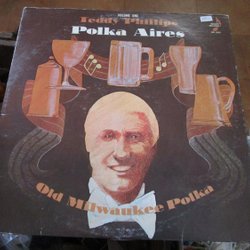 VOLUME ONE
Teddy Phillips
Polka Aires
Old Milwaukee Polka